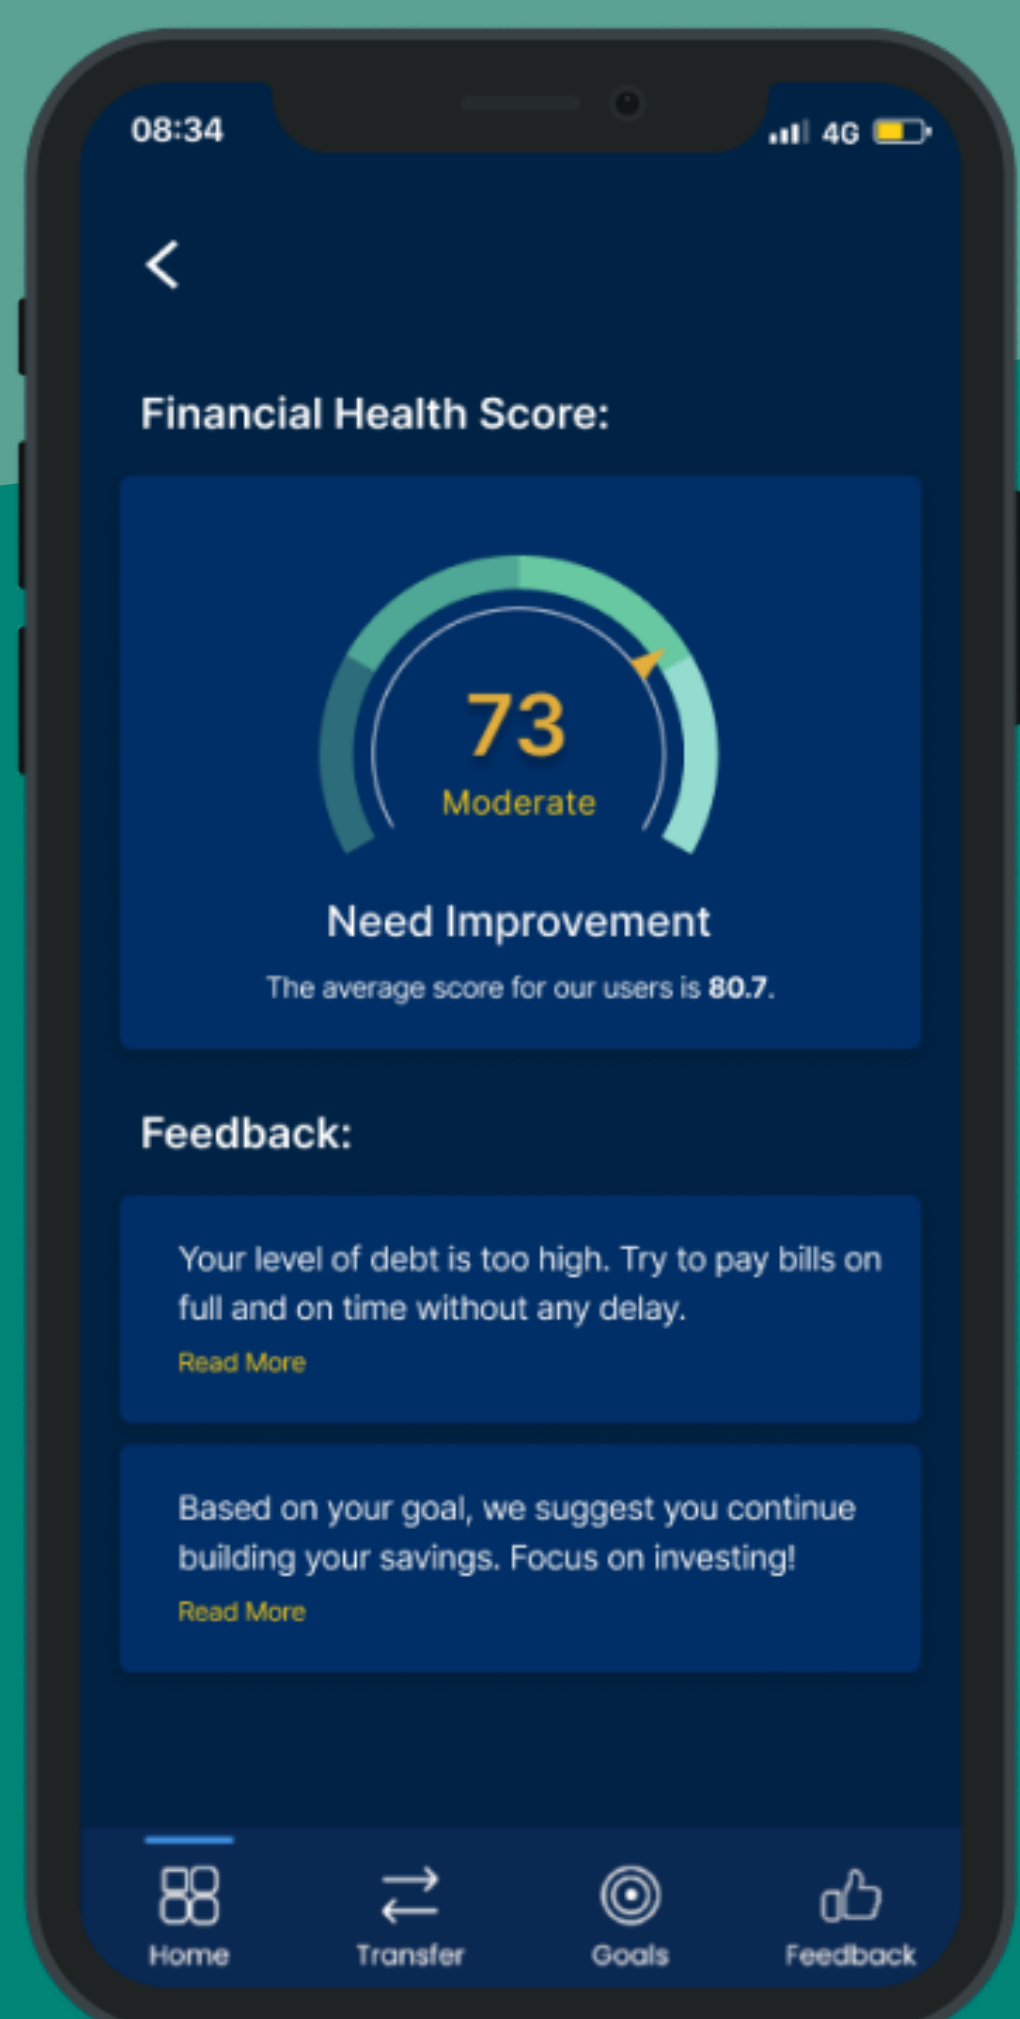 08:34
4G
Financial Health Score:
73
Moderate
Need Improvement
The average score for our users is 80.7.
Feedback:
Your level of debt is too high. Try to pay bills on
full and on time without any delay.
Read More
Based on your goal, we suggest you continue
building your savings. Focus on investing!
Read More
Home
Transfer
Goals
Feedback